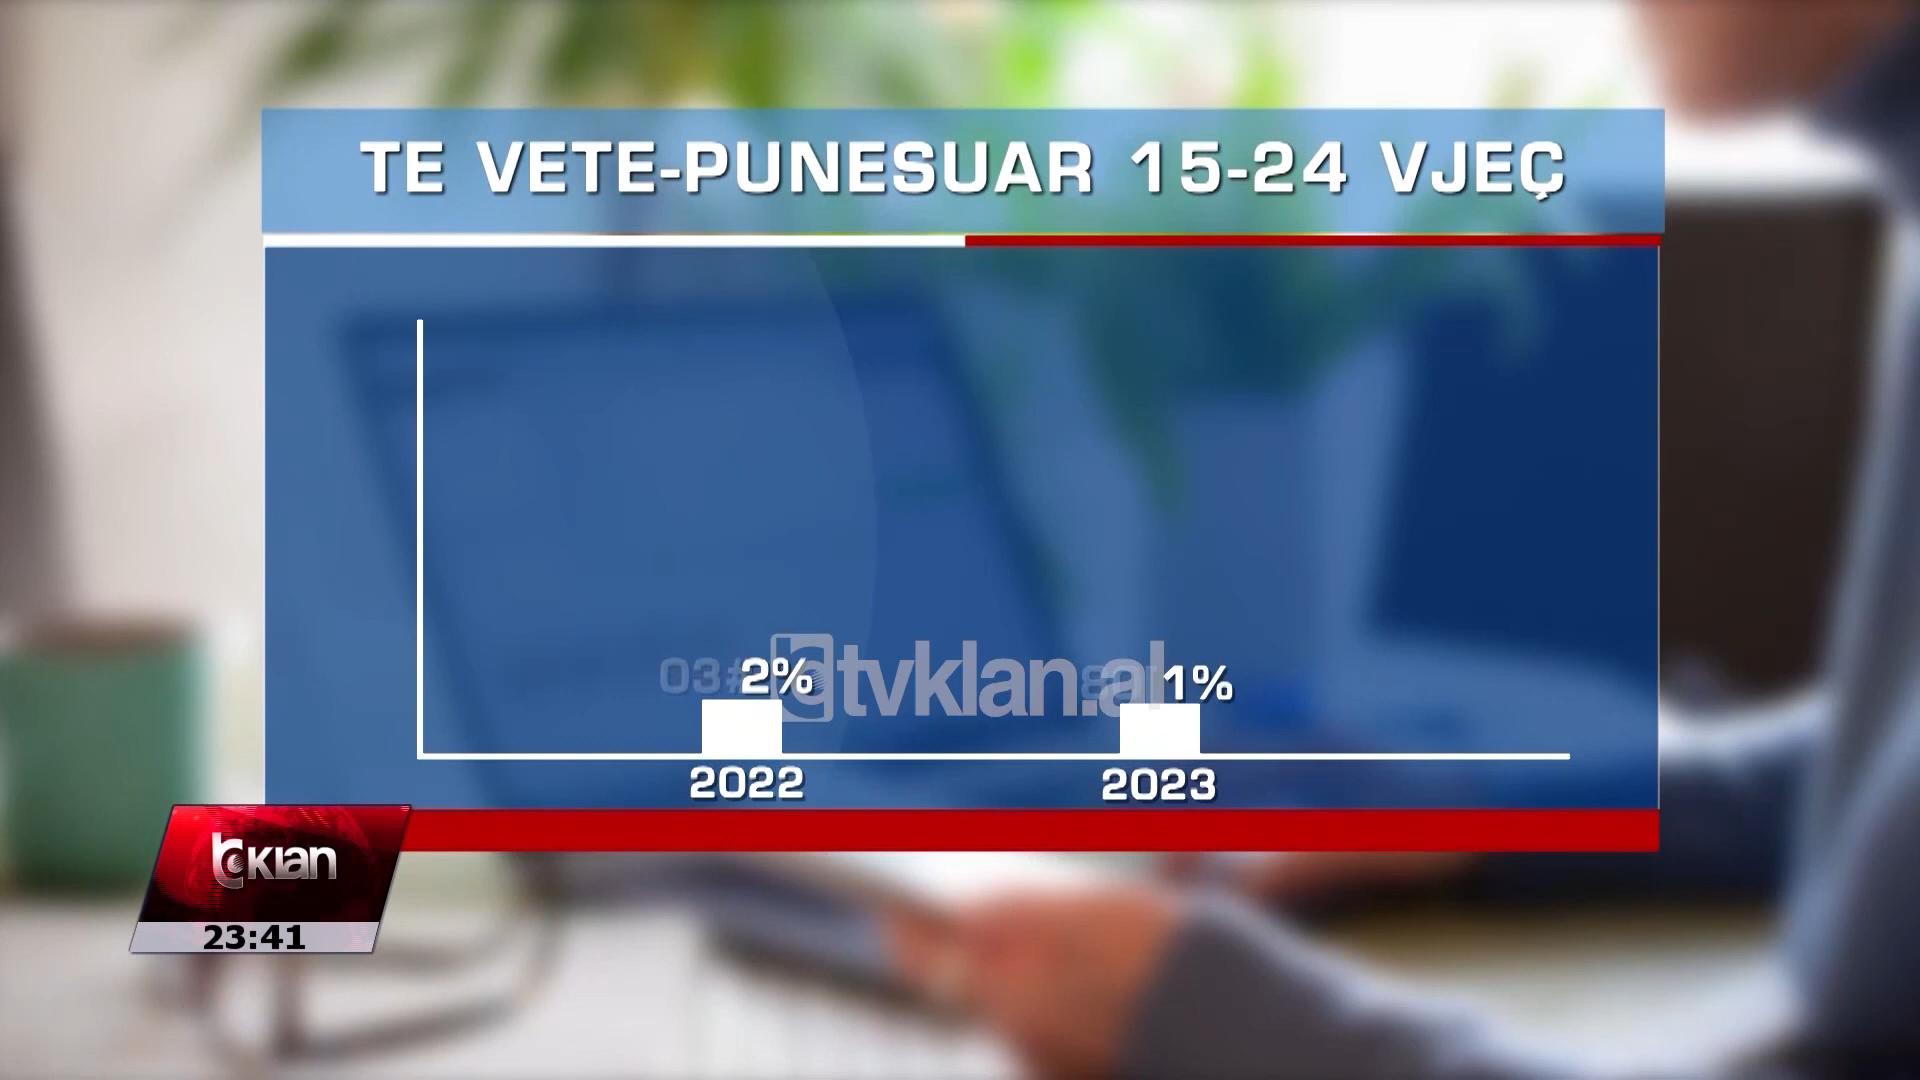 TE VETE-PUNESUAR 15-24 VJEÇ
2%
tvklan.al
1%
2022
2023
KLAN
23:41